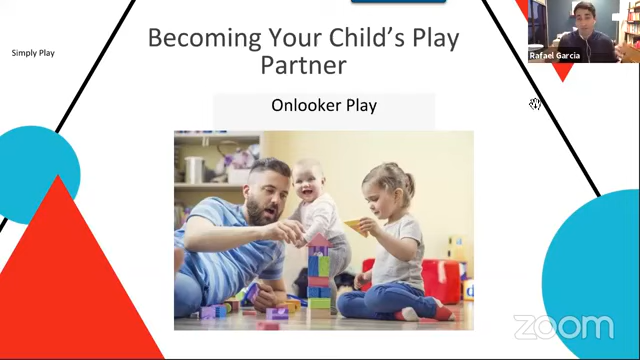 Becoming Your Child's Play
Partner
Simply Play
Onlooker Play
Rafael Garcia
zoom